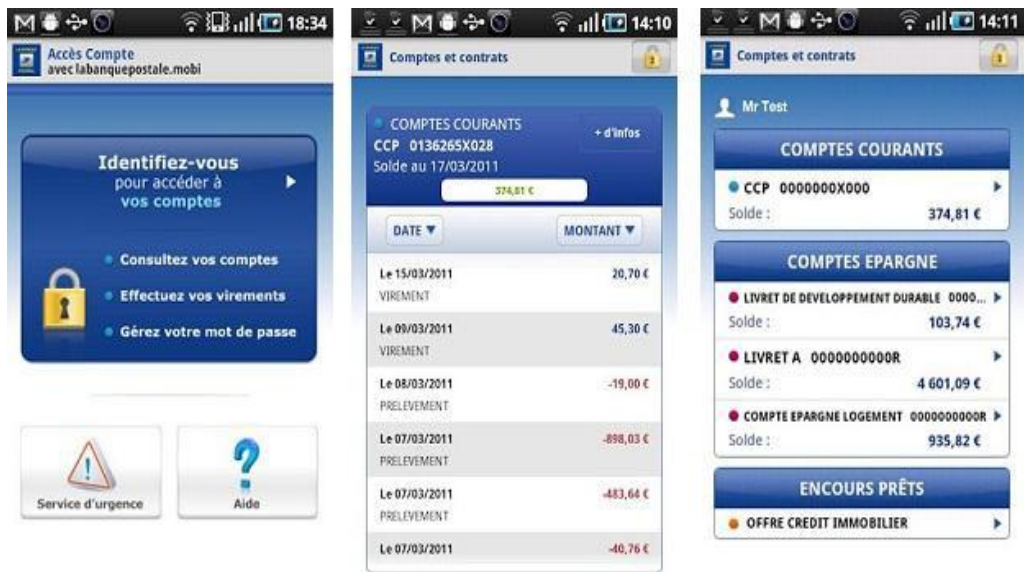 18:34
Accès Compte
avec labanquepostale.mobi
Identifiez-vous
pour accéder à
vos comptes
Consultez vos comptes
Effectuez vos virements
Gérez votre mot de passe
Service d'urgence
Aide
14:10
Comptes et contrats
COMPTES COURANTS
+ d'infos
CCP 0136265X028
Solde au 17/03/2011
374,81 €
DATE ▼
MONTANT ▼
Le 15/03/2011 20,70 €
VIREMENT
Le 09/03/2011 45,30 €
VIREMENT
Le 08/03/2011 -19,00 €
PRELEVEMENT
Le 07/03/2011 -898,03 €
PRELEVEMENT
Le 07/03/2011 -483,64 €
PRELEVEMENT
Le 07/03/2011 -40,76 €
14:11
Comptes et contrats
Mr Test
COMPTES COURANTS
CCP 0000000X000
Solde : 374,81 €
COMPTES EPARGNE
LIVRET DE DEVELOPPEMENT DURABLE 0000...
Solde : 103,74 €
LIVRET A 0000000000R
Solde : 4 601,09 €
COMPTE EPARGNE LOGEMENT 0000000000R
Solde : 935,82 €
ENCOURS PRÊTS
OFFRE CREDIT IMMOBILIER